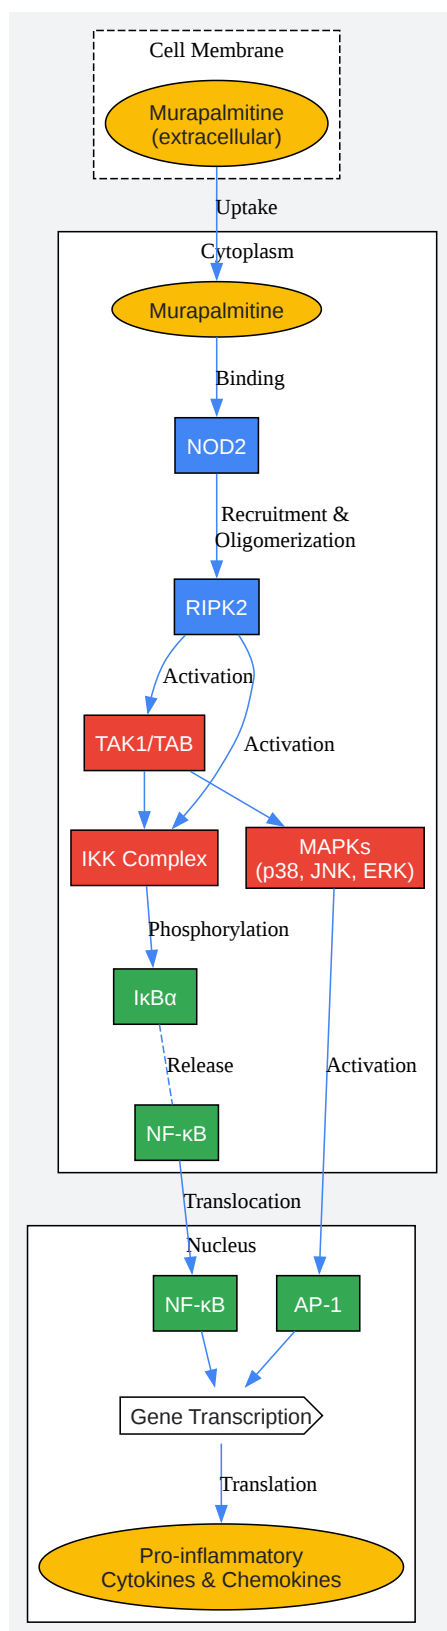 Cell Membrane
Murapalmitine
(extracellular)
Uptake
Cytoplasm
Murapalmitine
Binding
NOD2
Recruitment &
Oligomerization
RIPK2
Activation
TAK1/TAB
Activation
IKK Complex
MAPKs
(p38, JNK, ERK)
Phosphorylation
IκBα
Release
Activation
NF-κB
Translocation
Nucleus
NF-κB
AP-1
Gene Transcription
Translation
Pro-inflammatory
Cytokines & Chemokines